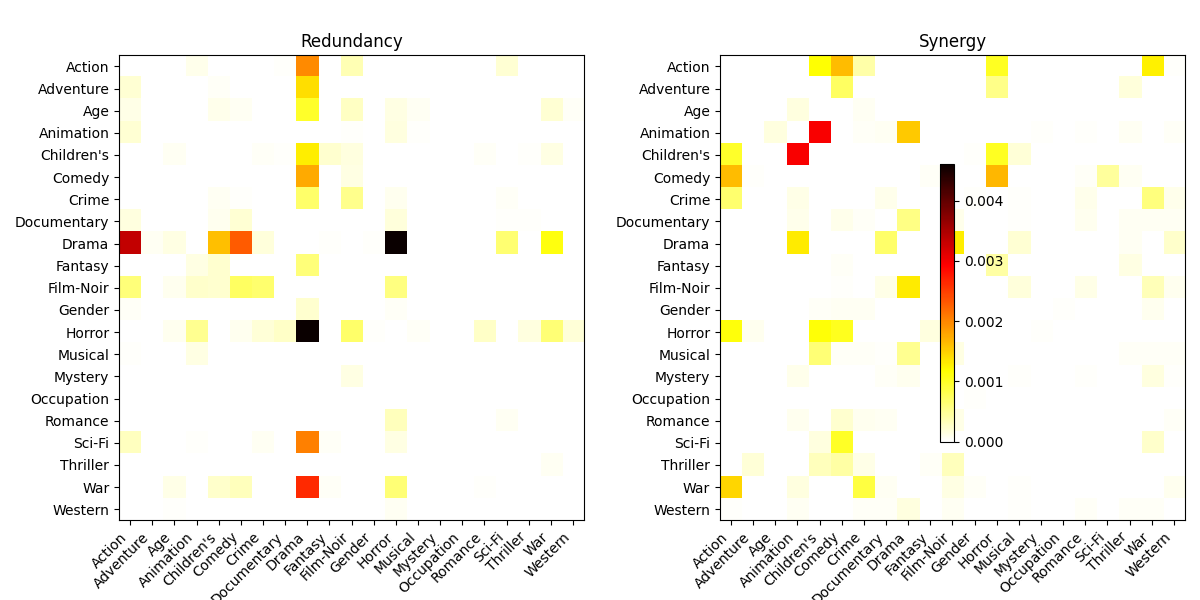 Redundancy
Action
Adventure
Age
Animation
Children's
Comedy
Crime
Documentary
Drama
Fantasy
Film-Noir
Gender
Horror
Musical
Mystery
Occupation
Romance
Sci-Fi
Thriller
War
Western
Action
Adventure
Age
Animation
Children's
Comedy
Crime
Documentary
Drama
Fantasy
Film-Noir
Gender
Horror
Musical
Mystery
Occupation
Romance
Sci-Fi
Thriller
War
Western
Synergy
Action
Adventure
Age
Animation
Children's
Comedy
Crime
Documentary
Drama
Fantasy
Film-Noir
Gender
Horror
Musical
Mystery
Occupation
Romance
Sci-Fi
Thriller
War
Western
Action
Adventure
Age
Animation
Children's
Comedy
Crime
Documentary
Drama
Fantasy
Film-Noir
Gender
Horror
Musical
Mystery
Occupation
Romance
Sci-Fi
Thriller
War
Western
0.004
0.003
0.002
0.001
0.000